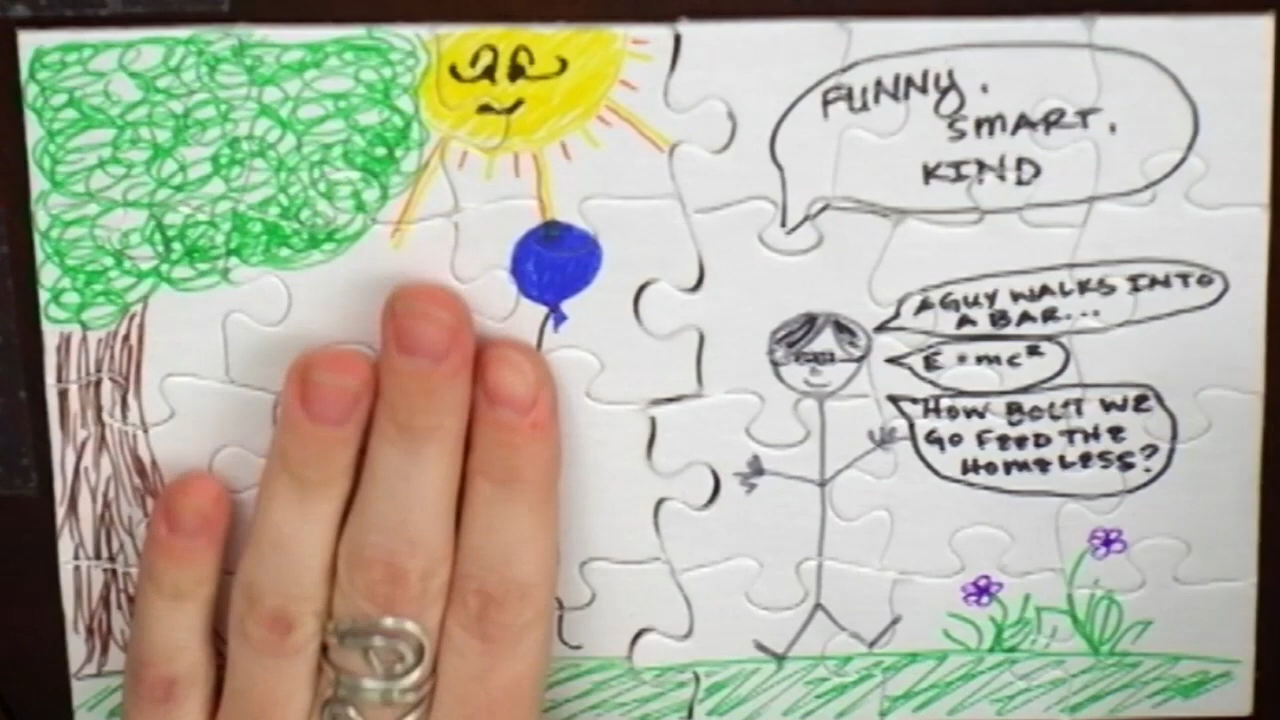 FUNNY.
SMART.
KIND
A GUY WALKS INTO
A BAR...
E=mc²
HOW BOUT WE
GO FEED THE
HOMELESS?